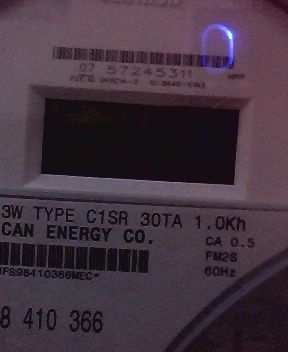 07 57245311
3W TYPE C1SR 30TA 1.0Kh
CAN ENERGY CO.
CA 0.5
FM2S
60Hz
8 410 366